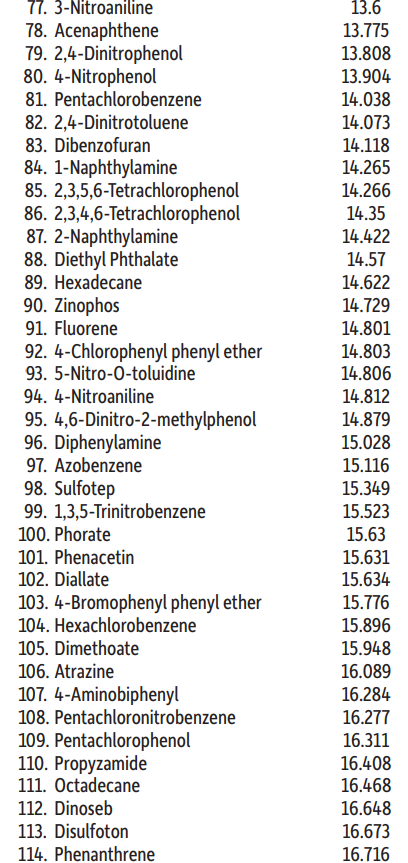 77. 3-Nitroaniline 13.6
78. Acenaphthene 13.775
79. 2,4-Dinitrophenol 13.808
80. 4-Nitrophenol 13.904
81. Pentachlorobenzene 14.038
82. 2,4-Dinitrotoluene 14.073
83. Dibenzofuran 14.118
84. 1-Naphthylamine 14.265
85. 2,3,5,6-Tetrachlorophenol 14.266
86. 2,3,4,6-Tetrachlorophenol 14.35
87. 2-Naphthylamine 14.422
88. Diethyl Phthalate 14.57
89. Hexadecane 14.622
90. Zinophos 14.729
91. Fluorene 14.801
92. 4-Chlorophenyl phenyl ether 14.803
93. 5-Nitro-O-toluidine 14.806
94. 4-Nitroaniline 14.812
95. 4,6-Dinitro-2-methylphenol 14.879
96. Diphenylamine 15.028
97. Azobenzene 15.116
98. Sulfotep 15.349
99. 1,3,5-Trinitrobenzene 15.523
100. Phorate 15.63
101. Phenacetin 15.631
102. Diallate 15.634
103. 4-Bromophenyl phenyl ether 15.776
104. Hexachlorobenzene 15.896
105. Dimethoate 15.948
106. Atrazine 16.089
107. 4-Aminobiphenyl 16.284
108. Pentachloronitrobenzene 16.277
109. Pentachlorophenol 16.311
110. Propyzamide 16.408
111. Octadecane 16.468
112. Dinoseb 16.648
113. Disulfoton 16.673
114. Phenanthrene 16.716